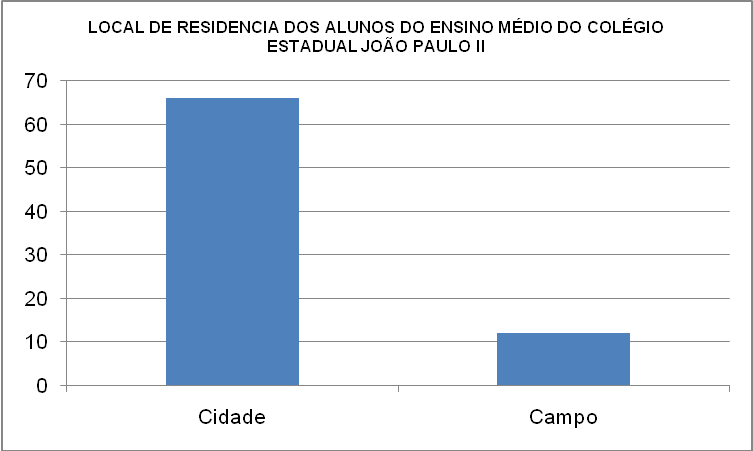 LOCAL DE RESIDENCIA DOS ALUNOS DO ENSINO MÉDIO DO COLÉGIO
ESTADUAL JOÃO PAULO II
70
60
50
40
30
20
10
0
Cidade Campo